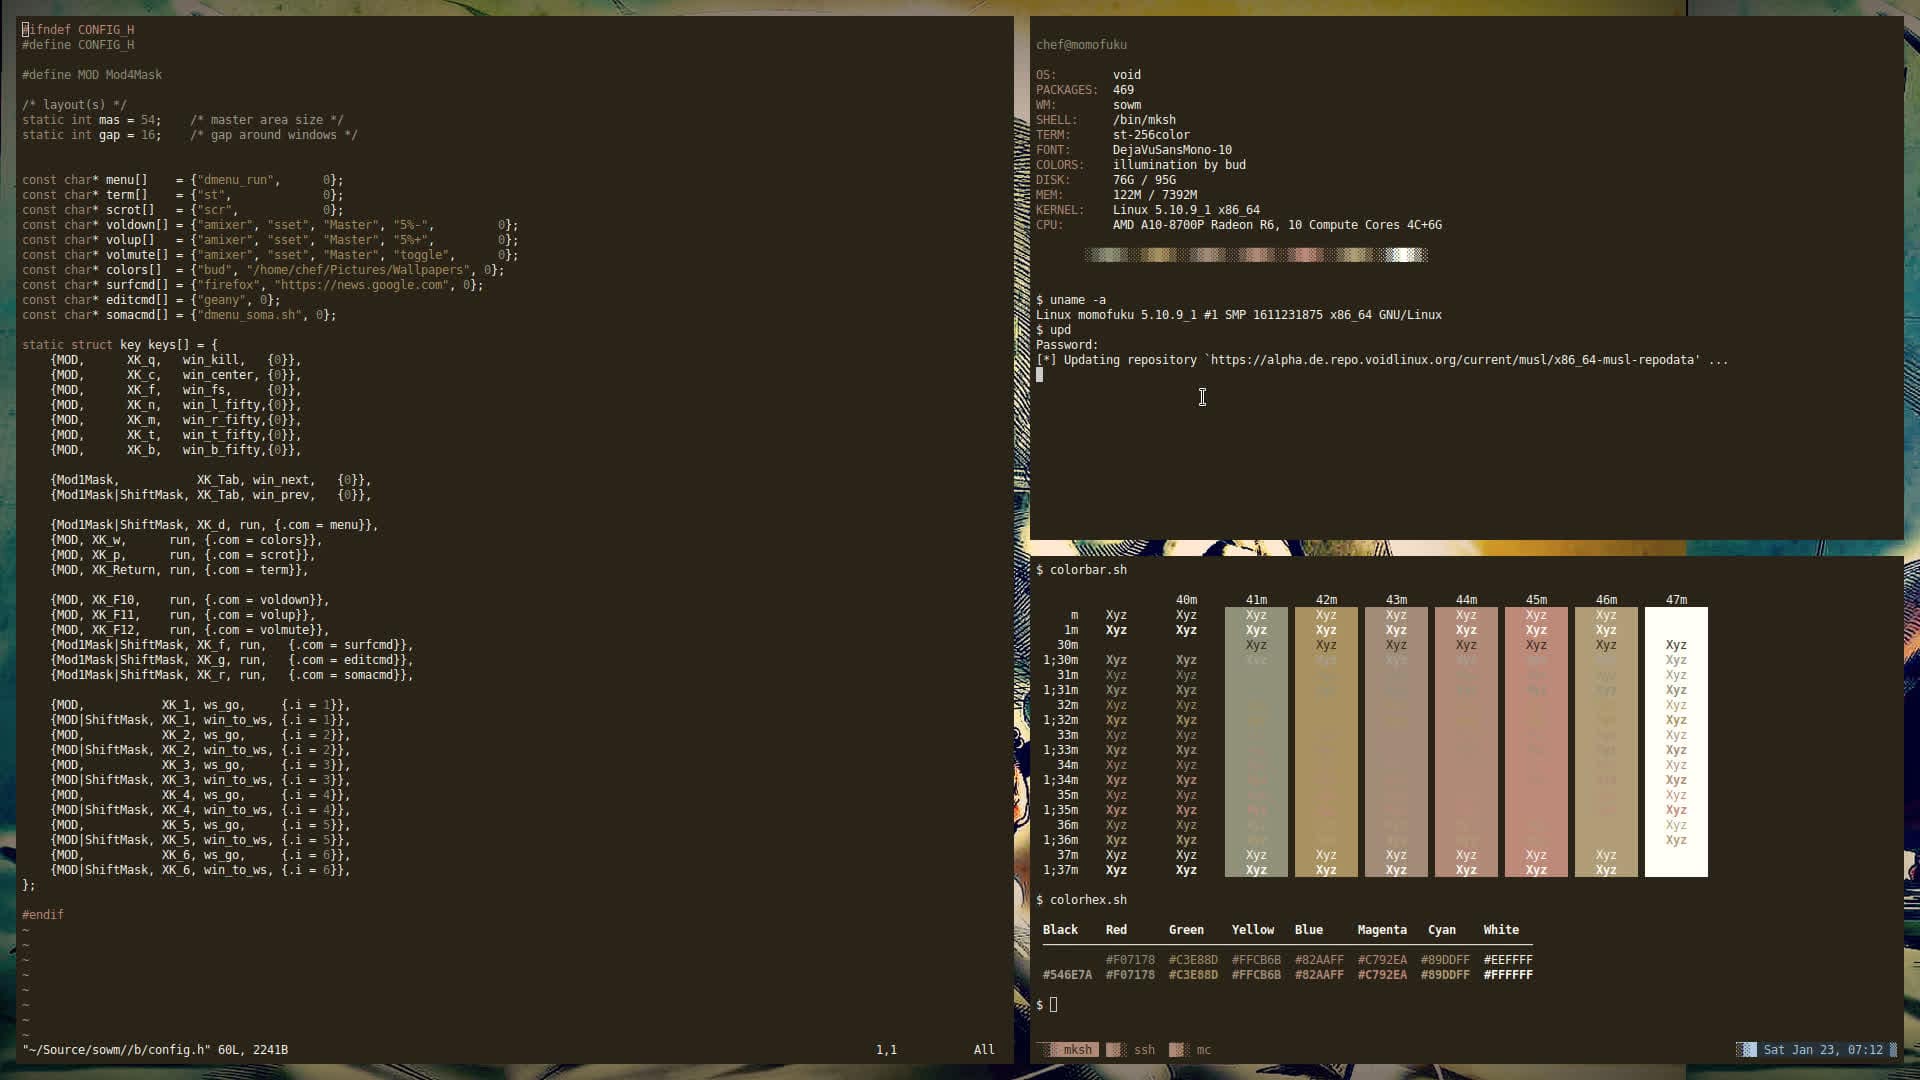 #ifndef CONFIG_H
#define CONFIG_H
#define MOD Mod4Mask
/* layout(s) */
static int mas = 54;    /* master area size */
static int gap = 16;    /* gap around windows */
const char* menu[]    = {"dmenu_run",      0};
const char* term[]    = {"st",             0};
const char* scrot[]   = {"scr",            0};
const char* voldown[] = {"amixer", "sset", "Master", "5%-",         0};
const char* volup[]   = {"amixer", "sset", "Master", "5%+",         0};
const char* volmute[] = {"amixer", "sset", "Master", "toggle",      0};
const char* colors[]  = {"bud", "/home/chef/Pictures/Wallpapers", 0};
const char* surfcmd[] = {"firefox", "https://news.google.com", 0};
const char* editcmd[] = {"geany", 0};
const char* somacmd[] = {"dmenu_soma.sh", 0};
static struct key keys[] = {
    {MOD,      XK_q,   win_kill,   {0}},
    {MOD,      XK_c,   win_center, {0}},
    {MOD,      XK_f,   win_fs,     {0}},
    {MOD,      XK_n,   win_l_fifty,{0}},
    {MOD,      XK_m,   win_r_fifty,{0}},
    {MOD,      XK_t,   win_t_fifty,{0}},
    {MOD,      XK_b,   win_b_fifty,{0}},
    {Mod1Mask,           XK_Tab, win_next,   {0}},
    {Mod1Mask|ShiftMask, XK_Tab, win_prev,   {0}},
    {Mod1Mask|ShiftMask, XK_d, run, {.com = menu}},
    {MOD, XK_w,      run, {.com = colors}},
    {MOD, XK_p,      run, {.com = scrot}},
    {MOD, XK_Return, run, {.com = term}},
    {MOD, XK_F10,    run, {.com = voldown}},
    {MOD, XK_F11,    run, {.com = volup}},
    {MOD, XK_F12,    run, {.com = volmute}},
    {Mod1Mask|ShiftMask, XK_f, run,   {.com = surfcmd}},
    {Mod1Mask|ShiftMask, XK_g, run,   {.com = editcmd}},
    {Mod1Mask|ShiftMask, XK_r, run,   {.com = somacmd}},
    {MOD,           XK_1, ws_go,     {.i = 1}},
    {MOD|ShiftMask, XK_1, win_to_ws, {.i = 1}},
    {MOD,           XK_2, ws_go,     {.i = 2}},
    {MOD|ShiftMask, XK_2, win_to_ws, {.i = 2}},
    {MOD,           XK_3, ws_go,     {.i = 3}},
    {MOD|ShiftMask, XK_3, win_to_ws, {.i = 3}},
    {MOD,           XK_4, ws_go,     {.i = 4}},
    {MOD|ShiftMask, XK_4, win_to_ws, {.i = 4}},
    {MOD,           XK_5, ws_go,     {.i = 5}},
    {MOD|ShiftMask, XK_5, win_to_ws, {.i = 5}},
    {MOD,           XK_6, ws_go,     {.i = 6}},
    {MOD|ShiftMask, XK_6, win_to_ws, {.i = 6}},
};
#endif
~
~
~
~
~
~
~
~
"~/Source/sowm//b/config.h" 60L, 2241B    1,1    All
chef@momofuku
OS:        void
PACKAGES:  469
WM:        sowm
SHELL:     /bin/mksh
TERM:      st-256color
FONT:      DejaVuSansMono-10
COLORS:    illumination by bud
DISK:      76G / 95G
MEM:       122M / 7392M
KERNEL:    Linux 5.10.9_1 x86_64
CPU:       AMD A10-8700P Radeon R6, 10 Compute Cores 4C+6G
$ uname -a
Linux momofuku 5.10.9_1 #1 SMP 1611231875 x86_64 GNU/Linux
$ upd
Password:
[*] Updating repository `https://alpha.de.repo.voidlinux.org/current/musl/x86_64-musl-repodata' ...
$ colorbar.sh
40m 41m 42m 43m 44m 45m 46m 47m
m Xyz Xyz Xyz Xyz Xyz Xyz Xyz Xyz
1m Xyz Xyz Xyz Xyz Xyz Xyz Xyz Xyz
30m Xyz Xyz Xyz Xyz Xyz Xyz Xyz
1;30m Xyz Xyz Xyz Xyz Xyz Xyz Xyz Xyz Xyz
31m Xyz Xyz Xyz
1;31m Xyz Xyz Xyz
32m Xyz Xyz Xyz
1;32m Xyz Xyz Xyz
33m Xyz Xyz Xyz
1;33m Xyz Xyz Xyz
34m Xyz Xyz Xyz
1;34m Xyz Xyz Xyz
35m Xyz Xyz Xyz
1;35m Xyz Xyz Xyz
36m Xyz Xyz Xyz
1;36m Xyz Xyz Xyz
37m Xyz Xyz Xyz Xyz Xyz Xyz Xyz Xyz
1;37m Xyz Xyz Xyz Xyz Xyz Xyz Xyz Xyz
$ colorhex.sh
Black Red Green Yellow Blue Magenta Cyan White
#F07178 #C3E88D #FFCB6B #82AAFF #C792EA #89DDFF #EEFFFF
#546E7A #F07178 #C3E88D #FFCB6B #82AAFF #C792EA #89DDFF #FFFFFF
$
mksh ssh mc Sat Jan 23, 07:12